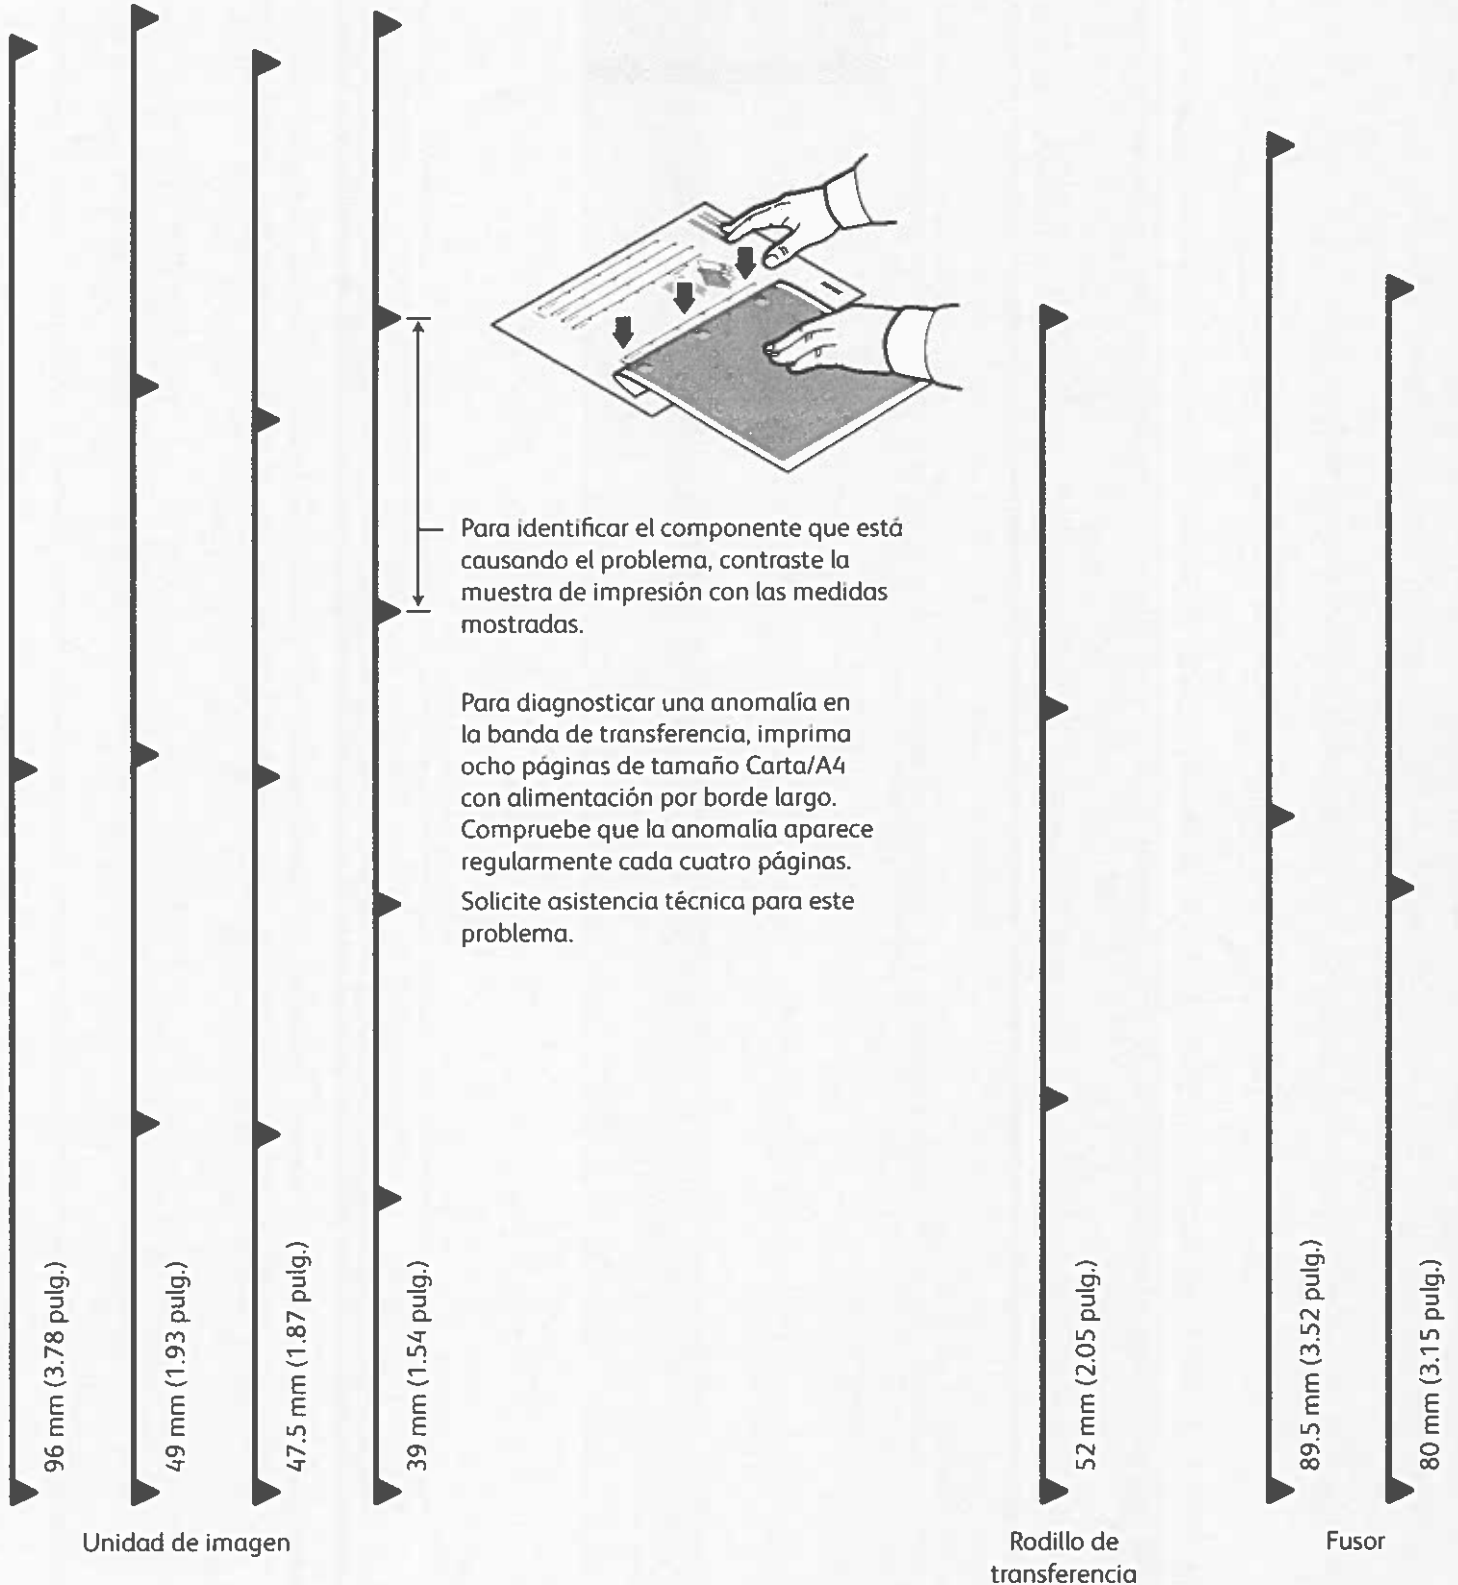 Para identificar el componente que está
causando el problema, contraste la
muestra de impresión con las medidas
mostradas.
Para diagnosticar una anomalía en
la banda de transferencia, imprima
ocho páginas de tamaño Carta/A4
con alimentación por borde largo.
Compruebe que la anomalía aparece
regularmente cada cuatro páginas.
Solicite asistencia técnica para este
problema.
96 mm (3.78 pulg.)
49 mm (1.93 pulg.)
47.5 mm (1.87 pulg.)
39 mm (1.54 pulg.)
52 mm (2.05 pulg.)
89.5 mm (3.52 pulg.)
80 mm (3.15 pulg.)
Unidad de imagen
Rodillo de
transferencia
Fusor